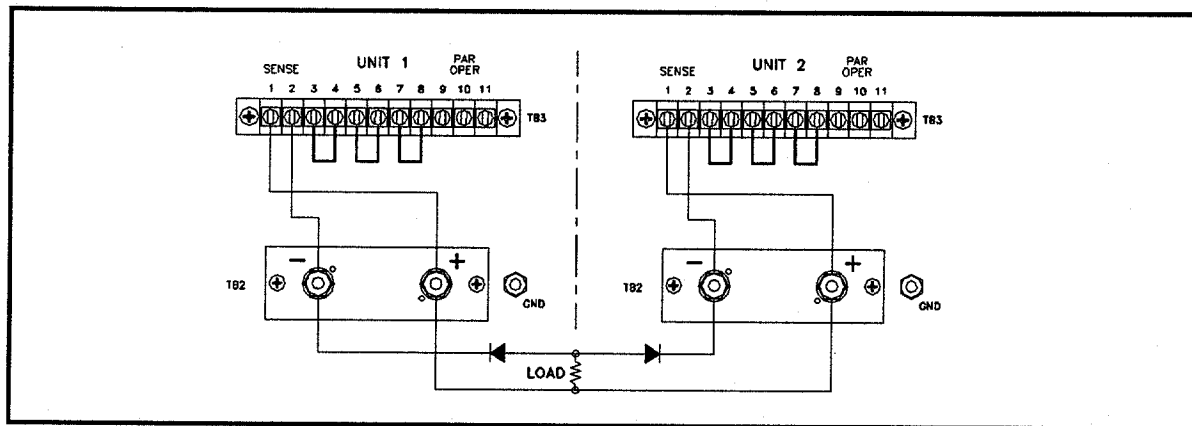 UNIT 1
SENSE
PAR
OPER
1 2 3 4 5 6 7 8 9 10 11
TB3
TB2
− +
GND
UNIT 2
SENSE
PAR
OPER
1 2 3 4 5 6 7 8 9 10 11
TB3
TB2
− +
GND
LOAD